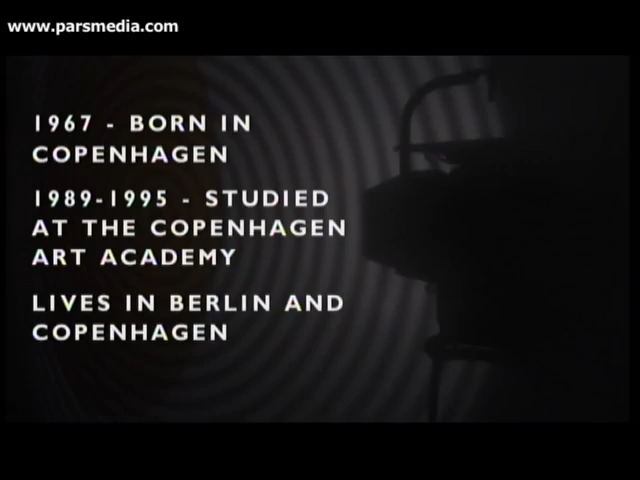 www.parsmedia.com
1967 - BORN IN
COPENHAGEN
1989-1995 - STUDIED
AT THE COPENHAGEN
ART ACADEMY
LIVES IN BERLIN AND
COPENHAGEN